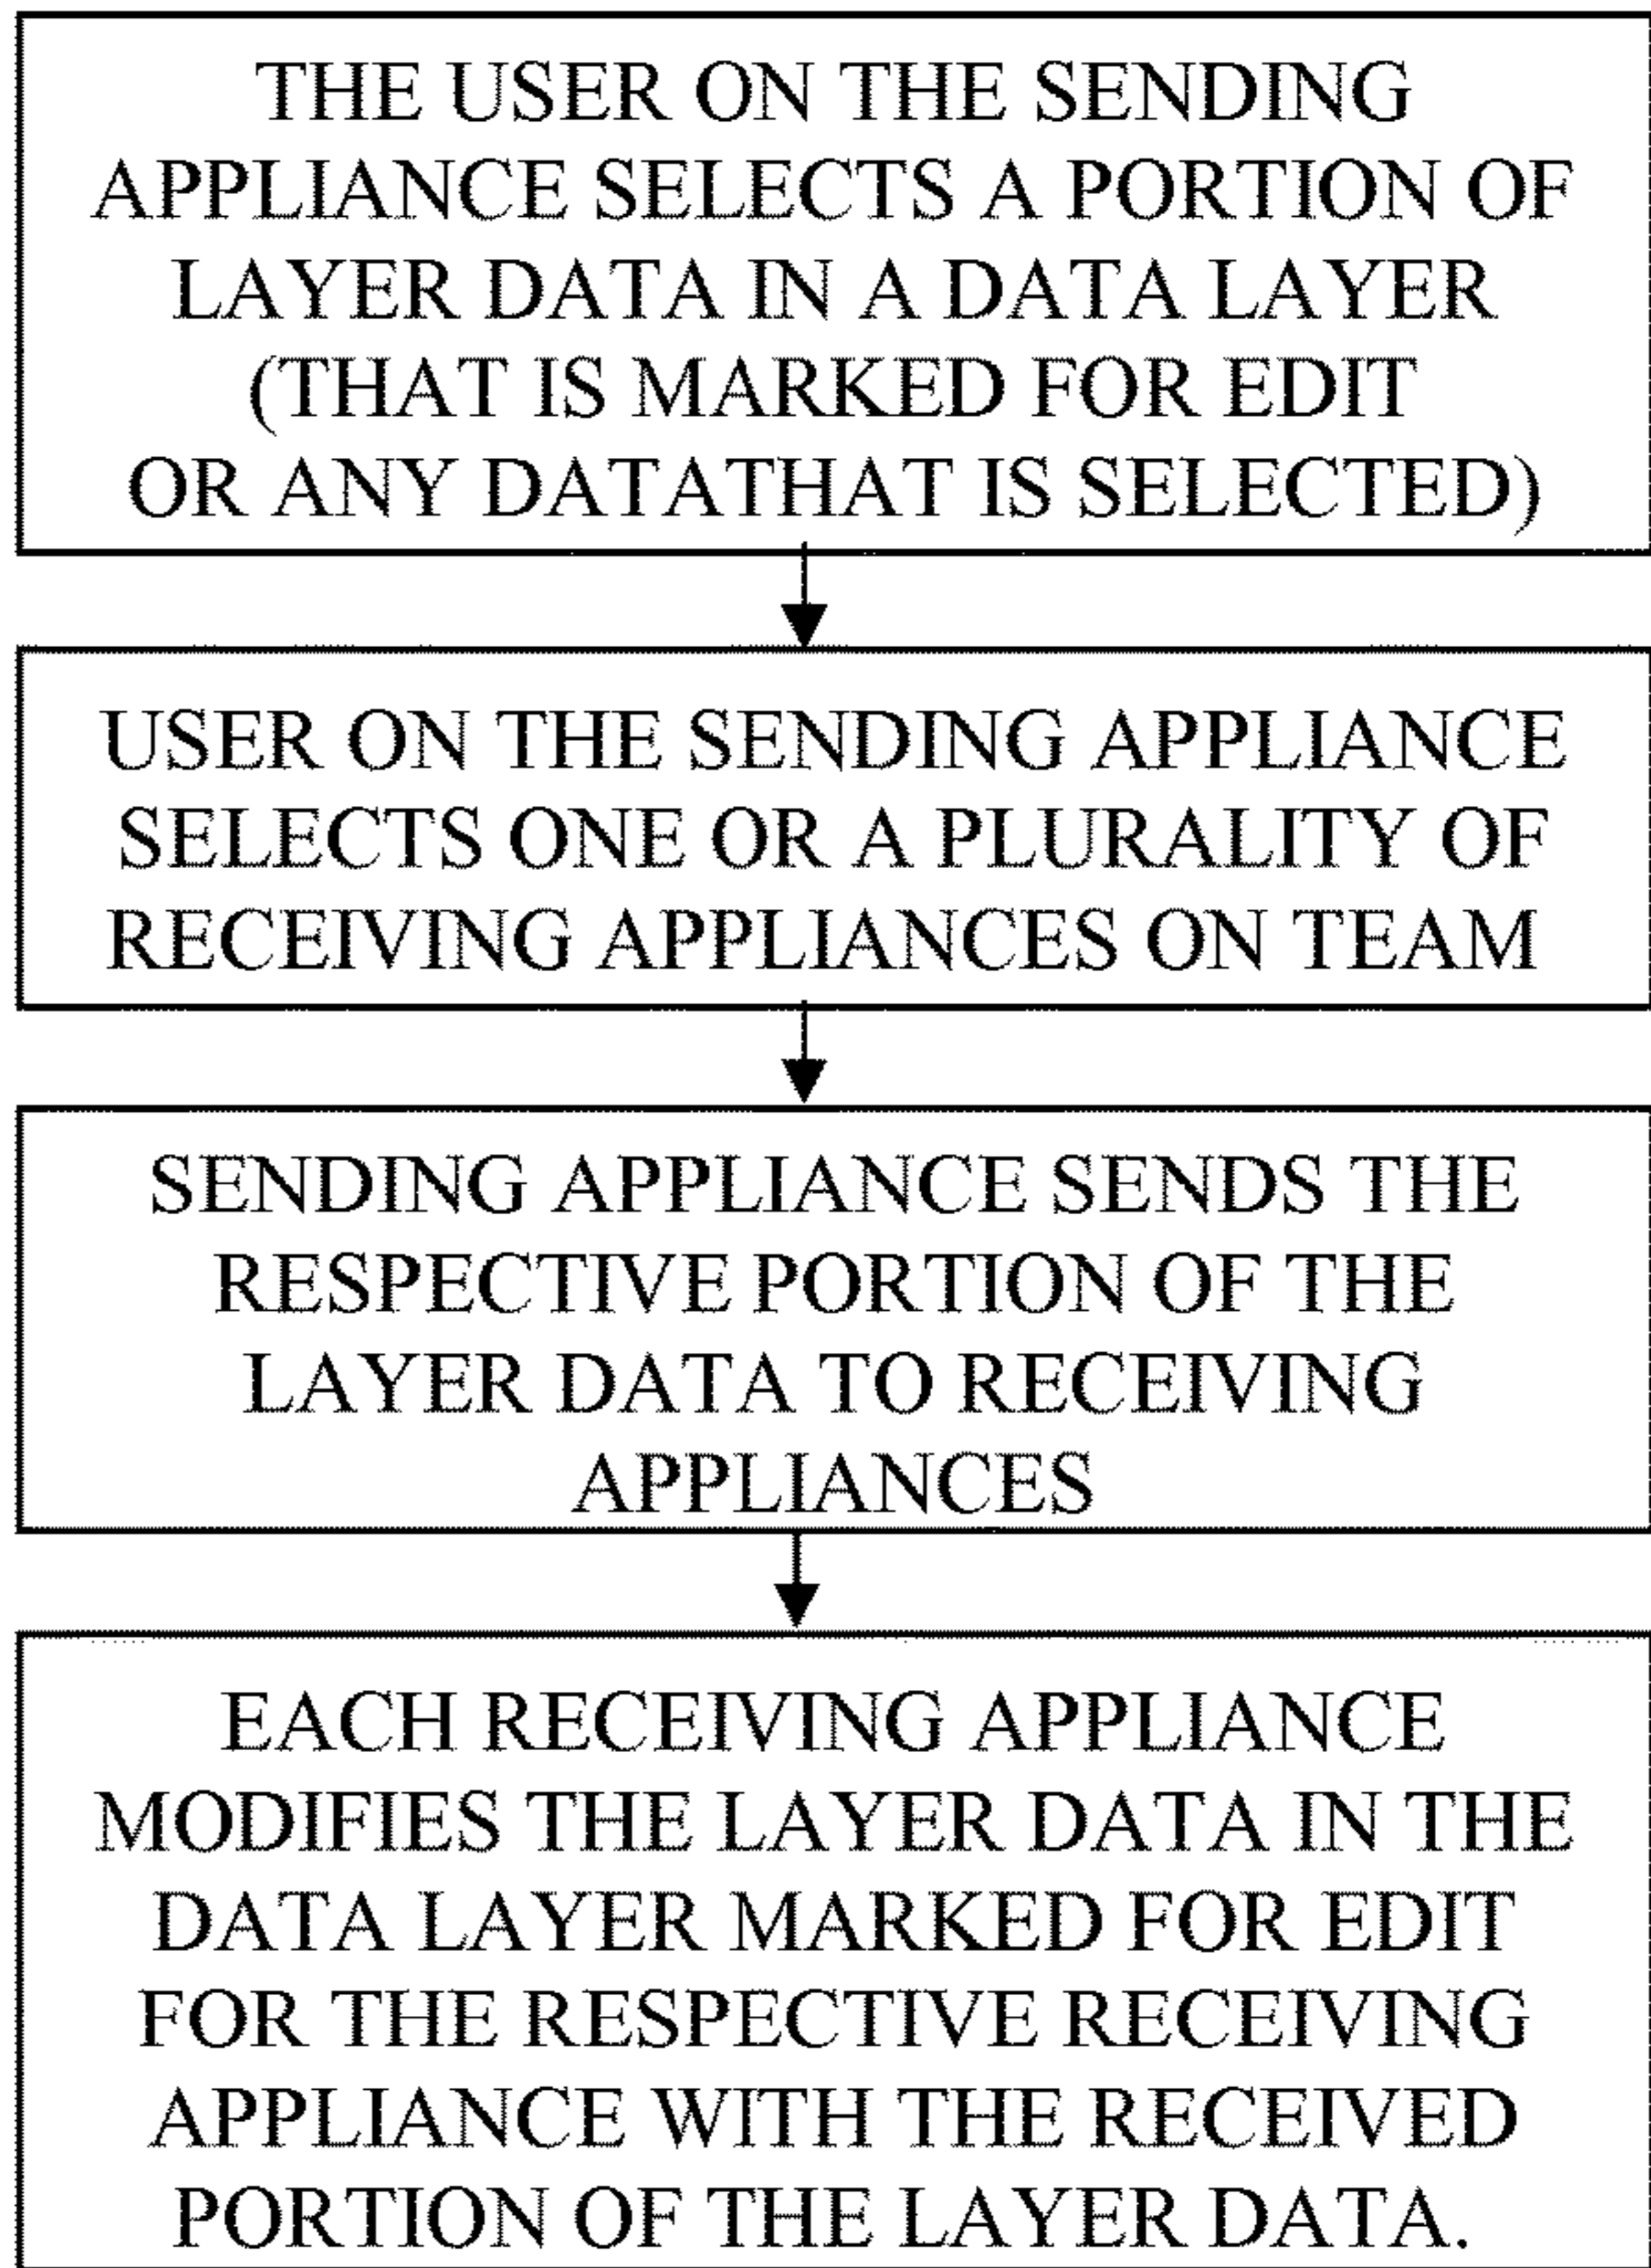 THE USER ON THE SENDING
APPLIANCE SELECTS A PORTION OF
LAYER DATA IN A DATA LAYER
(THAT IS MARKED FOR EDIT
OR ANY DATATHAT IS SELECTED)
USER ON THE SENDING APPLIANCE
SELECTS ONE OR A PLURALITY OF
RECEIVING APPLIANCES ON TEAM
SENDING APPLIANCE SENDS THE
RESPECTIVE PORTION OF THE
LAYER DATA TO RECEIVING
APPLIANCES
EACH RECEIVING APPLIANCE
MODIFIES THE LAYER DATA IN THE
DATA LAYER MARKED FOR EDIT
FOR THE RESPECTIVE RECEIVING
APPLIANCE WITH THE RECEIVED
PORTION OF THE LAYER DATA.